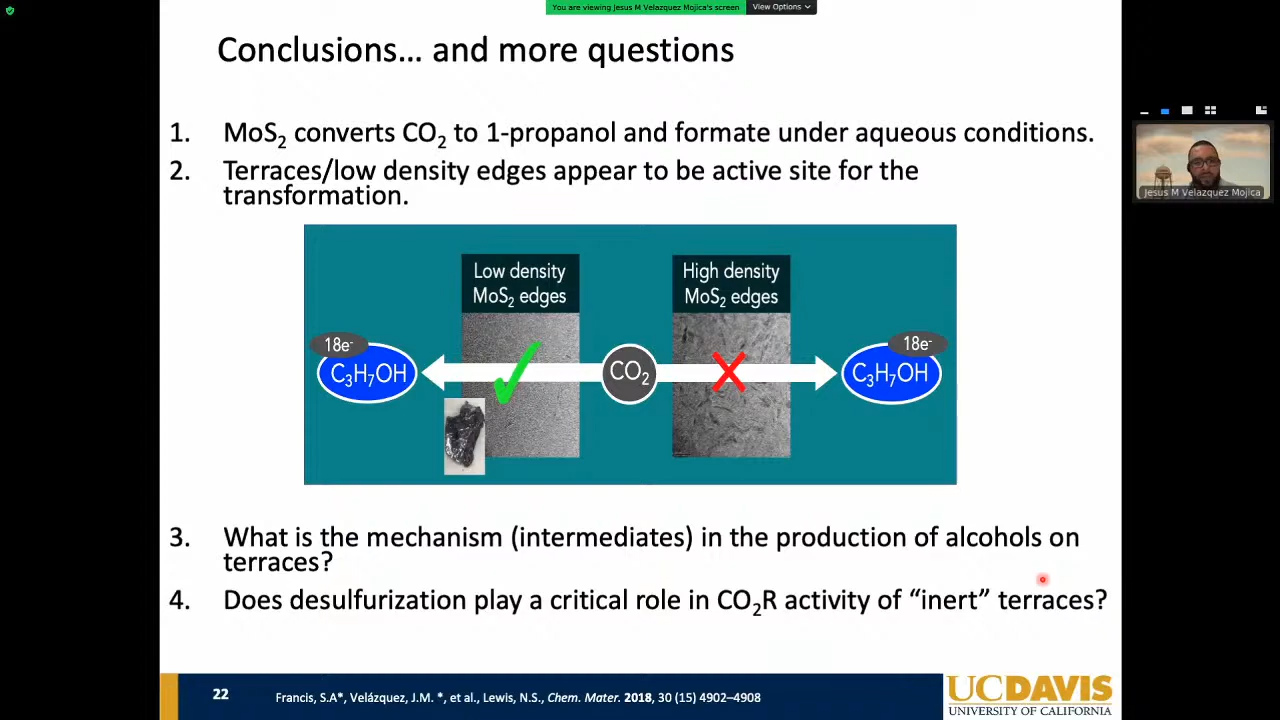 You are viewing Jesus M Velazquez Mojica's screen
View Options
Conclusions… and more questions
1. MoS₂ converts CO₂ to 1-propanol and formate under aqueous conditions.
2. Terraces/low density edges appear to be active site for the
transformation.
Low density
MoS₂ edges
High density
MoS₂ edges
18e⁻
C₃H₇OH
CO₂
18e⁻
C₃H₇OH
3. What is the mechanism (intermediates) in the production of alcohols on
terraces?
4. Does desulfurization play a critical role in CO₂R activity of “inert” terraces?
22
Francis, S.A*, Velázquez, J.M. *, et al., Lewis, N.S., Chem. Mater. 2018, 30 (15) 4902–4908
UCDAVIS
UNIVERSITY OF CALIFORNIA
Jesus M Velazquez Mojica